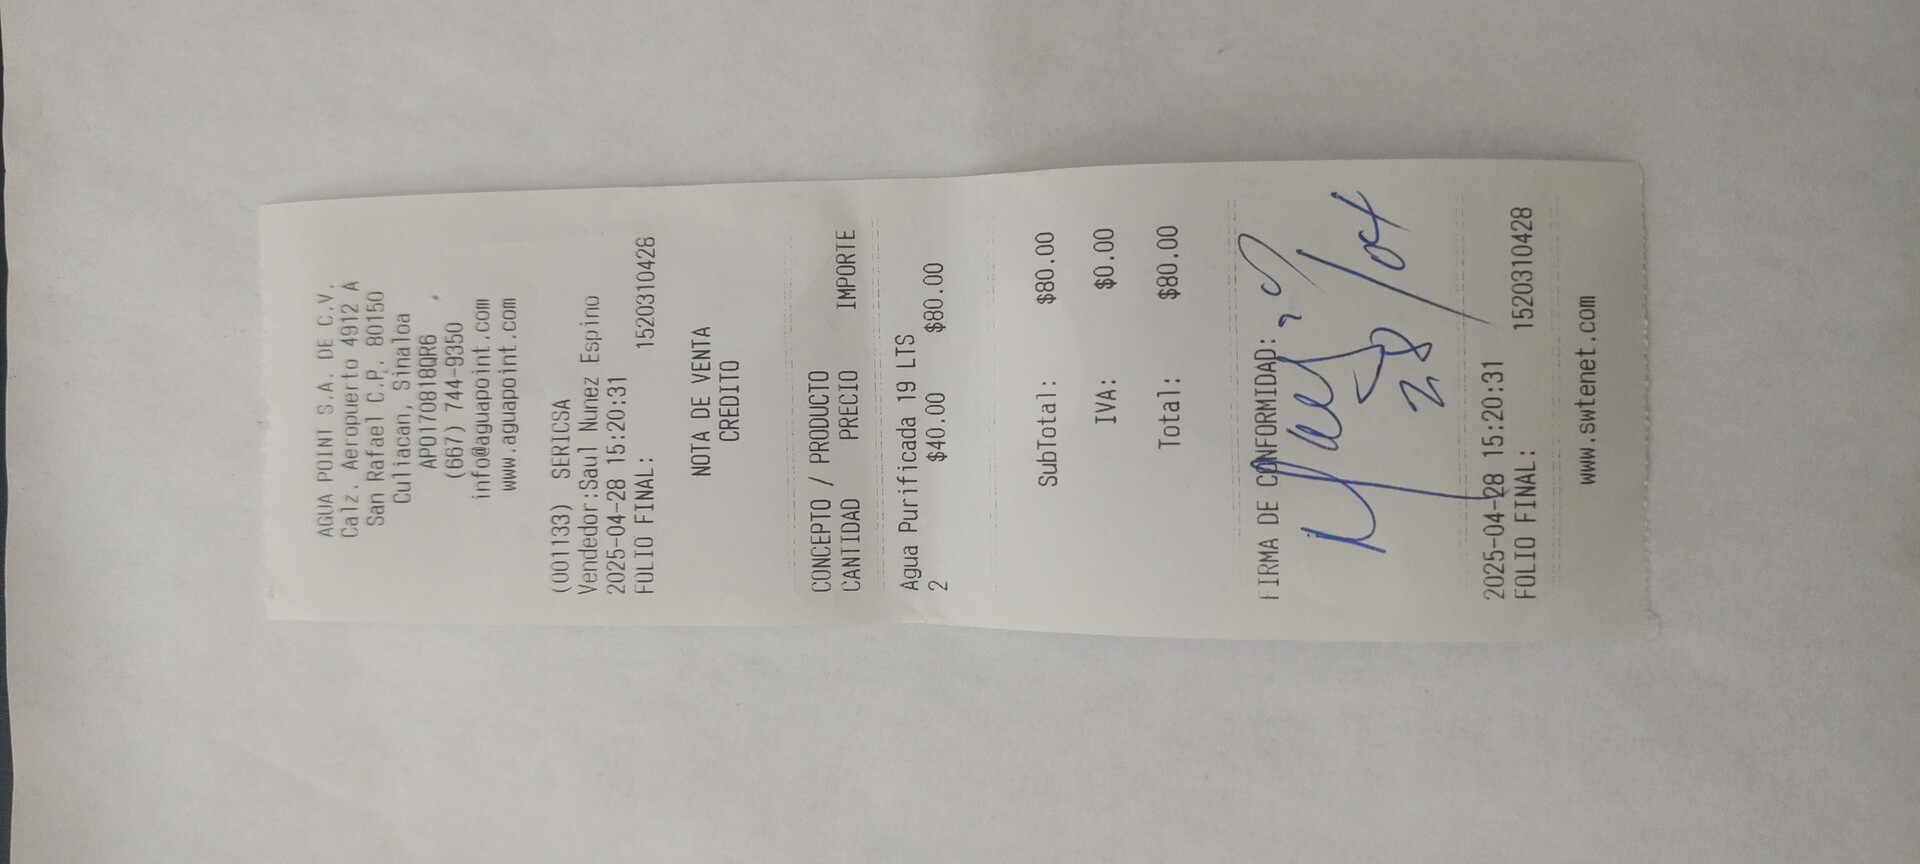 AGUA POINT S.A. DE C.V.
Calz. Aeropuerto 4912 A
San Rafael C.P. 80150
Culiacan, Sinaloa
APO170818QR6
(667) 744-9350
info@aguapoint.com
www.aguapoint.com
(001133) SERICSA
Vendedor:Saul Nunez Espino
2025-04-28 15:20:31
FOLIO FINAL: 1520310428
NOTA DE VENTA
CREDITO
CONCEPTO / PRODUCTO
CANTIDAD PRECIO IMPORTE
Agua Purificada 19 LTS
2 $40.00 $80.00
SubTotal: $80.00
IVA: $0.00
Total: $80.00
FIRMA DE CONFORMIDAD:
28/04
2025-04-28 15:20:31
FOLIO FINAL: 1520310428
www.swtenet.com